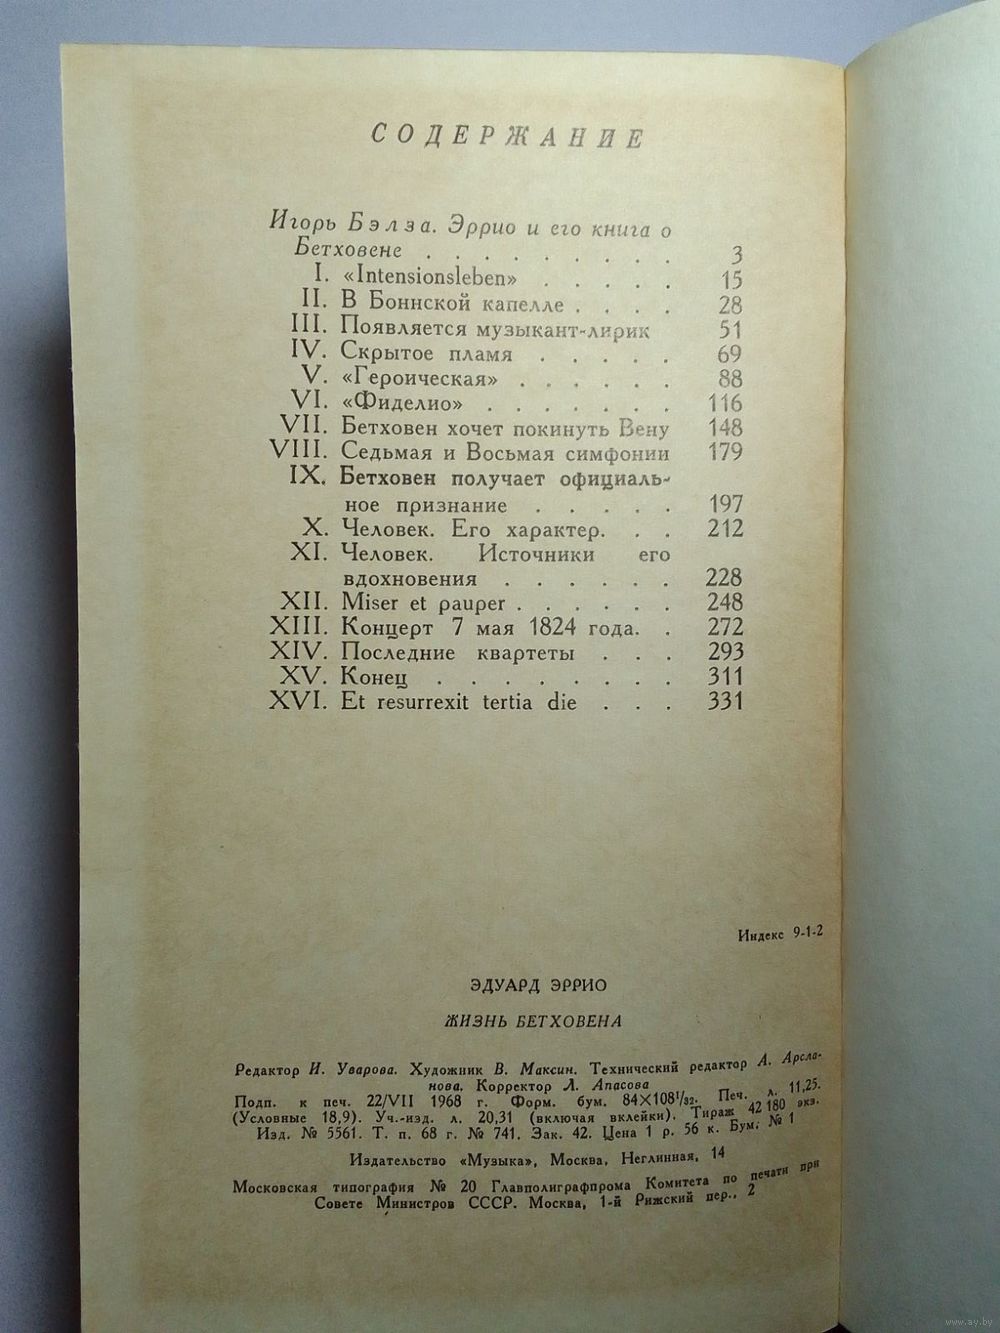 СОДЕРЖАНИЕ
Игорь Бэлза. Эррио и его книга о
Бетховене . . . . . . . . . 3
I. «Intensionsleben» . . . . . 15
II. В Боннской капелле . . . . 28
III. Появляется музыкант-лирик 51
IV. Скрытое пламя . . . . . 69
V. «Героическая» . . . . . . 88
VI. «Фиделио» . . . . . . . 116
VII. Бетховен хочет покинуть Вену 148
VIII. Седьмая и Восьмая симфонии 179
IX. Бетховен получает официаль-
ное признание . . . . . 197
X. Человек. Его характер. . . 212
XI. Человек. Источники его
вдохновения . . . . . . 228
XII. Miser et pauper . . . . . . 248
XIII. Концерт 7 мая 1824 года. . 272
XIV. Последние квартеты . . . 293
XV. Конец . . . . . . . . 311
XVI. Et resurrexit tertia die . . . 331
Индекс 9-1-2
ЭДУАРД ЭРРИО
ЖИЗНЬ БЕТХОВЕНА
Редактор И. Уварова. Художник В. Максин. Технический редактор А. Арсла-
нова. Корректор Л. Апасова
Подп. к печ. 22/VII 1968 г. Форм. бум. 84×108¹/₃₂. Печ. л. 11,25.
(Условные 18,9). Уч.-изд. л. 20,31 (включая вклейки). Тираж 42 180 экз.
Изд. № 5561. Т. п. 68 г. № 741. Зак. 42. Цена 1 р. 56 к. Бум. № 1
Издательство «Музыка», Москва, Неглинная, 14
Московская типография № 20 Главполиграфпрома Комитета по печати при
Совете Министров СССР. Москва, 1-й Рижский пер., 2
www.ay.by